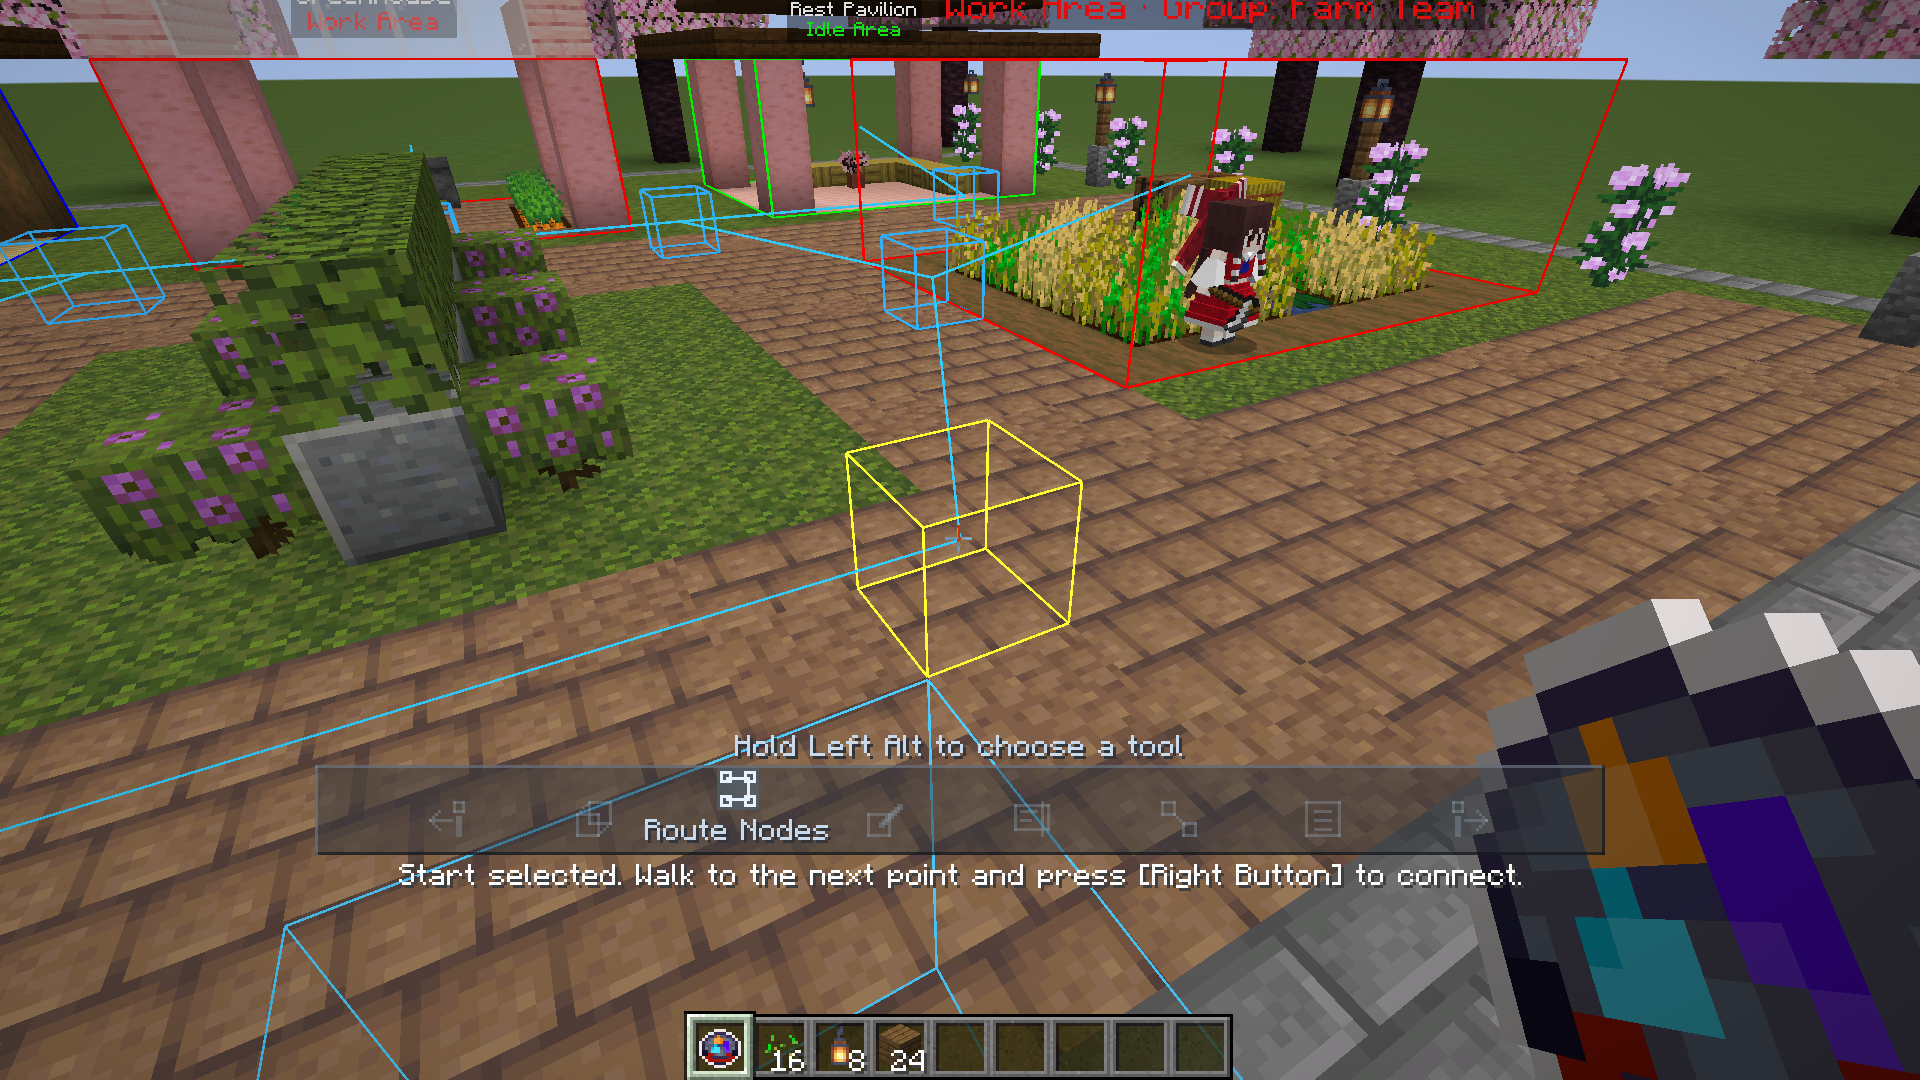 Greenhouse
Work Area
Rest Pavilion
Idle Area
Work Area · Group: Farm Team
Hold Left Alt to choose a tool
Route Nodes
Start selected. Walk to the next point and press [Right Button] to connect.
16
8
24